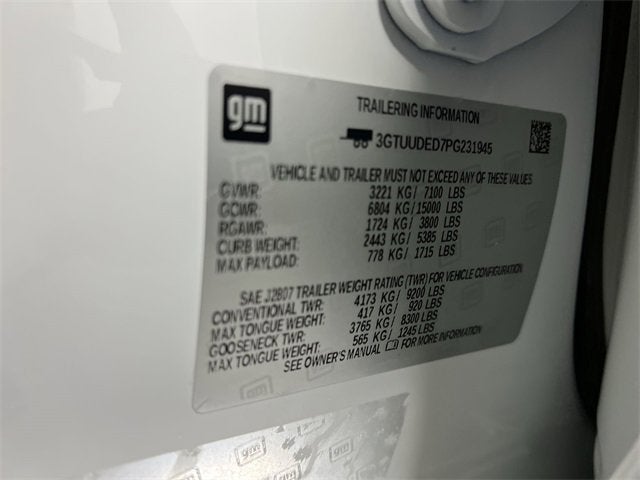 gm
TRAILERING INFORMATION
3GTUUDED7PG231945
VEHICLE AND TRAILER MUST NOT EXCEED ANY OF THESE VALUES
GVWR: 3221 KG/ 7100 LBS
GCWR: 6804 KG/15000 LBS
RGAWR: 1724 KG/ 3800 LBS
CURB WEIGHT: 2443 KG/ 5385 LBS
MAX PAYLOAD: 778 KG/ 1715 LBS
SAE J2807 TRAILER WEIGHT RATING (TWR) FOR VEHICLE CONFIGURATION
CONVENTIONAL TWR: 4173 KG/ 9200 LBS
MAX TONGUE WEIGHT: 417 KG/ 920 LBS
GOOSENECK TWR: 3765 KG/ 8300 LBS
MAX TONGUE WEIGHT: 565 KG/ 1245 LBS
SEE OWNER'S MANUAL FOR MORE INFORMATION